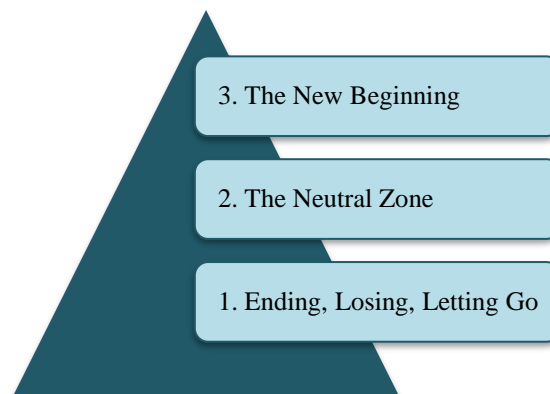 3. The New Beginning
2. The Neutral Zone
1. Ending, Losing, Letting Go